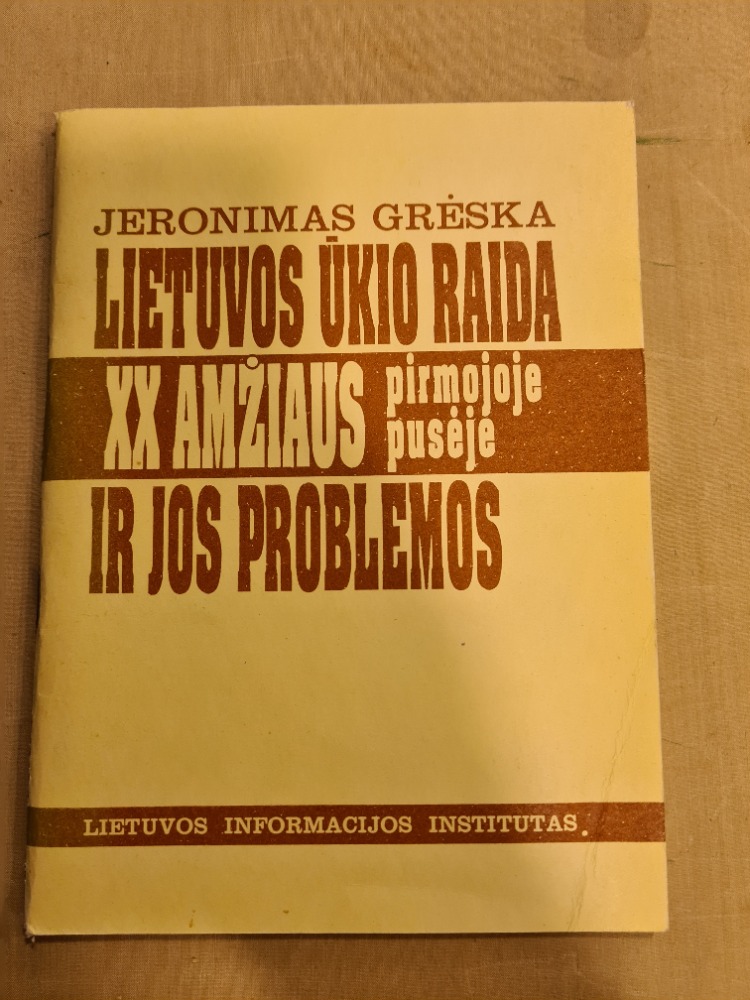 JERONIMAS GRĖSKA
LIETUVOS ŪKIO RAIDA
XX AMŽIAUS pirmojoje
pusėje
IR JOS PROBLEMOS
LIETUVOS INFORMACIJOS INSTITUTAS.